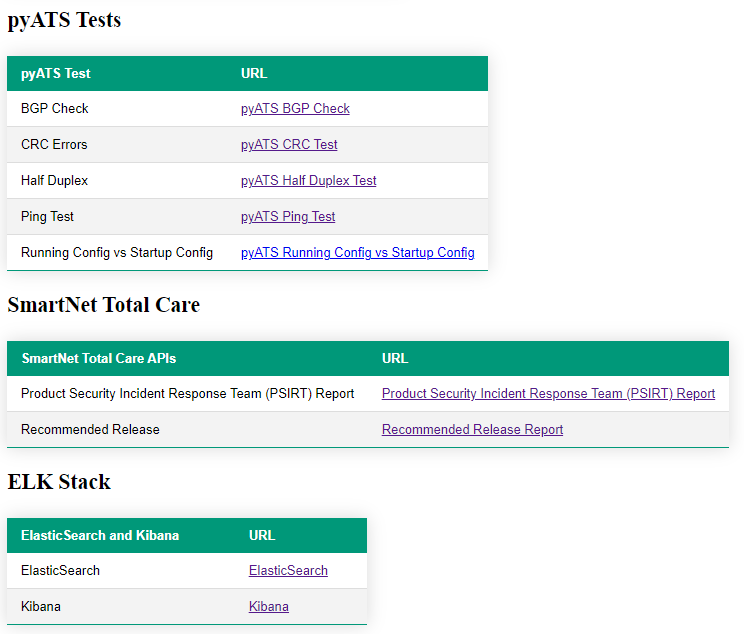 pyATS Tests
pyATS Test URL
BGP Check pyATS BGP Check
CRC Errors pyATS CRC Test
Half Duplex pyATS Half Duplex Test
Ping Test pyATS Ping Test
Running Config vs Startup Config pyATS Running Config vs Startup Config
SmartNet Total Care
SmartNet Total Care APIs URL
Product Security Incident Response Team (PSIRT) Report Product Security Incident Response Team (PSIRT) Report
Recommended Release Recommended Release Report
ELK Stack
ElasticSearch and Kibana URL
ElasticSearch ElasticSearch
Kibana Kibana